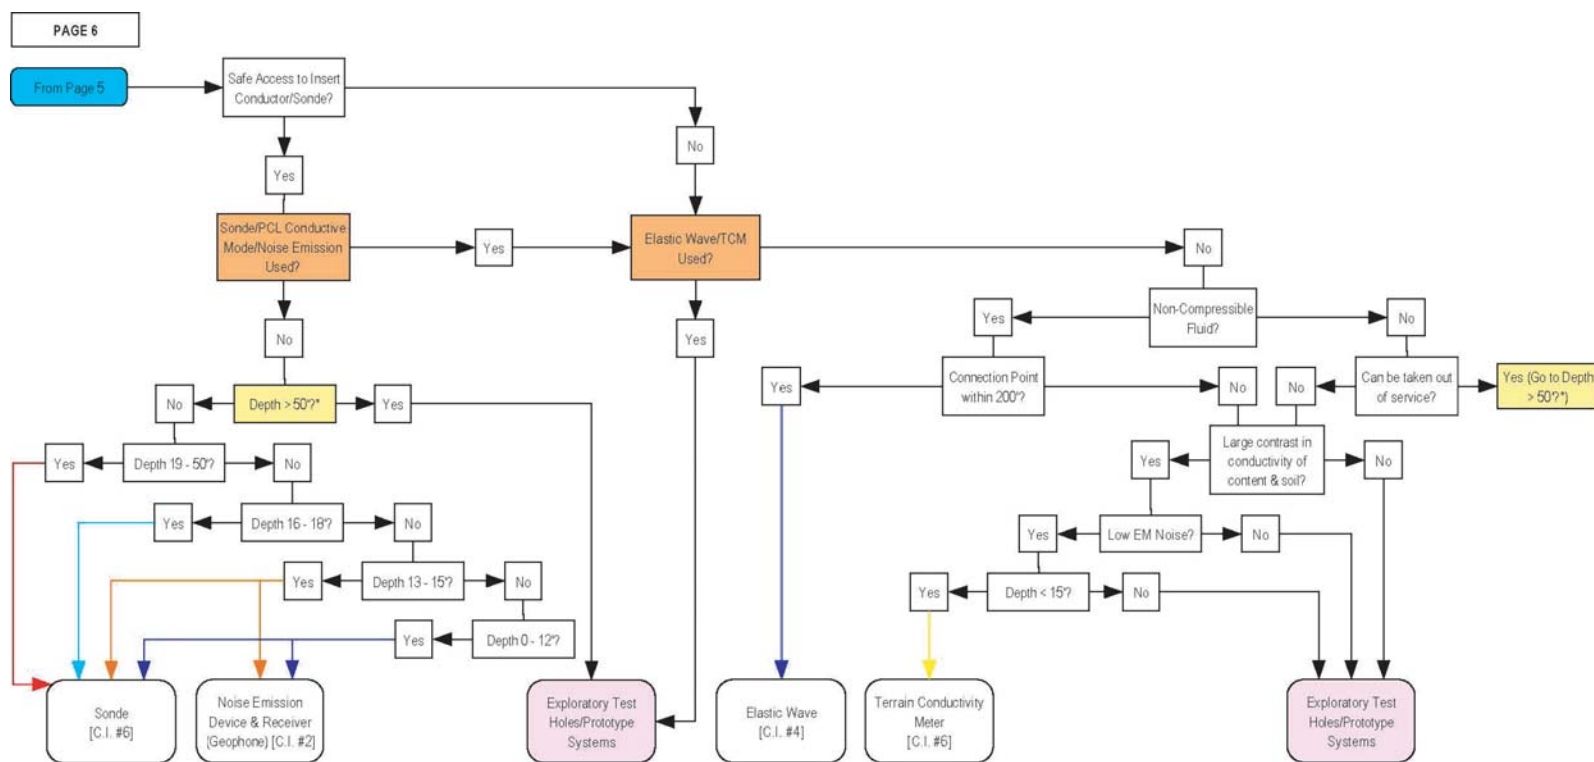 PAGE 6
From Page 5
Safe Access to Insert
Conductor/Sonde?
No
Yes
Sonde/PCL Conductive
Mode/Noise Emission
Used?
Yes
Elastic Wave/TCM
Used?
No
Non-Compressible
Fluid?
Yes
No
No
Yes
Connection Point
within 200'?
Yes
No
Can be taken out
of service?
No
Yes (Go to Depth
> 50'?*)
Depth > 50'?*
No
Yes
Large contrast in
conductivity of
content & soil?
Yes
No
Yes
Depth 19 - 50'?
No
Yes
Depth 16 - 18'?
No
Yes
Low EM Noise?
No
Yes
Depth 13 - 15'?
No
Yes
Depth < 15'?
No
Yes
Depth 0 - 12'?
Sonde
[C.I. #6]
Noise Emission
Device & Receiver
(Geophone) [C.I. #2]
Exploratory Test
Holes/Prototype
Systems
Elastic Wave
[C.I. #4]
Terrain Conductivity
Meter
[C.I. #6]
Exploratory Test
Holes/Prototype
Systems